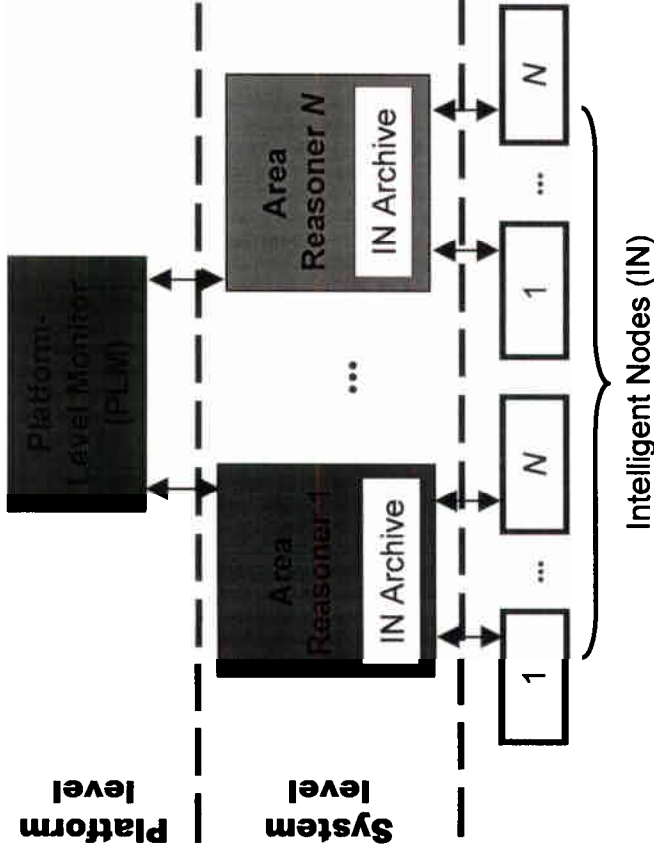 Platform
level
Platform-
Level Monitor
(PLM)
System
level
Area
Reasoner 1
IN Archive
...
Area
Reasoner N
IN Archive
1
...
N
1
...
N
Intelligent Nodes (IN)